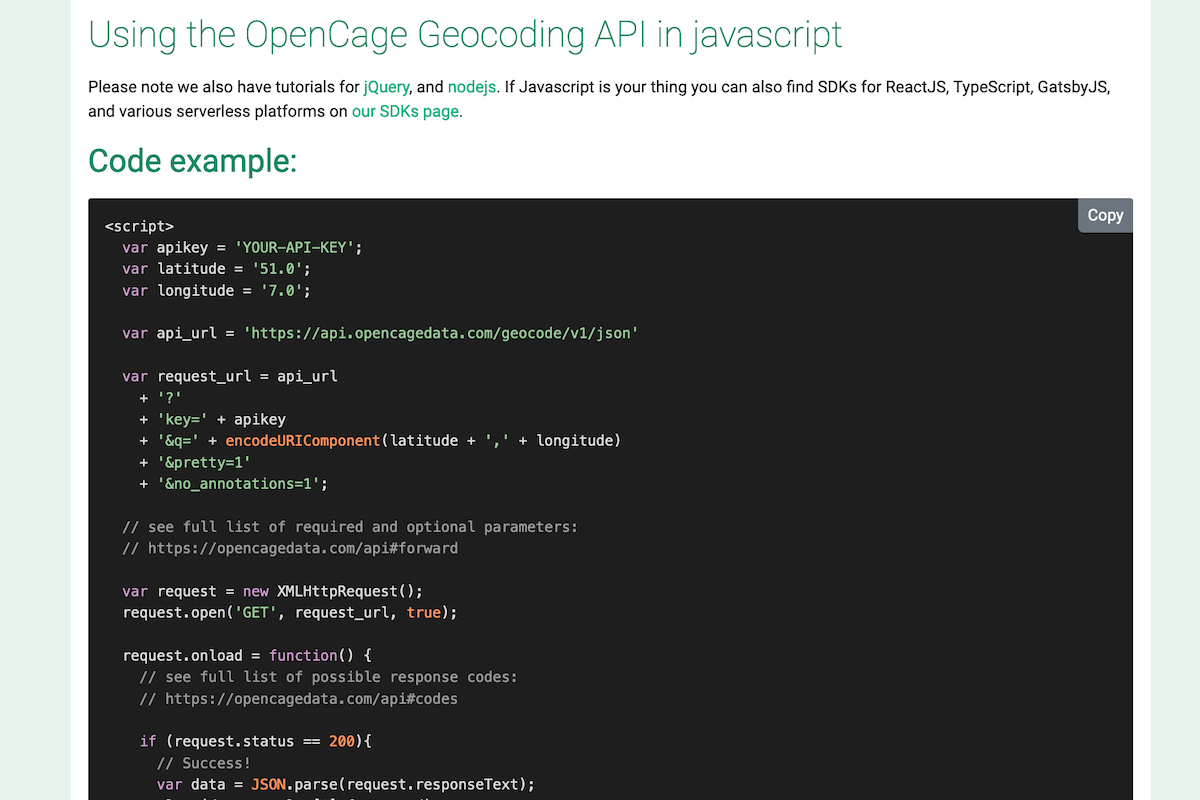 Using the OpenCage Geocoding API in javascript
Please note we also have tutorials for jQuery, and nodejs. If Javascript is your thing you can also find SDKs for ReactJS, TypeScript, GatsbyJS,
and various serverless platforms on our SDKs page.
Code example:
Copy
<script>
  var apikey = 'YOUR-API-KEY';
  var latitude = '51.0';
  var longitude = '7.0';

  var api_url = 'https://api.opencagedata.com/geocode/v1/json'

  var request_url = api_url
    + '?'
    + 'key=' + apikey
    + '&q=' + encodeURIComponent(latitude + ',' + longitude)
    + '&pretty=1'
    + '&no_annotations=1';

  // see full list of required and optional parameters:
  // https://opencagedata.com/api#forward

  var request = new XMLHttpRequest();
  request.open('GET', request_url, true);

  request.onload = function() {
    // see full list of possible response codes:
    // https://opencagedata.com/api#codes

    if (request.status == 200){
      // Success!
      var data = JSON.parse(request.responseText);